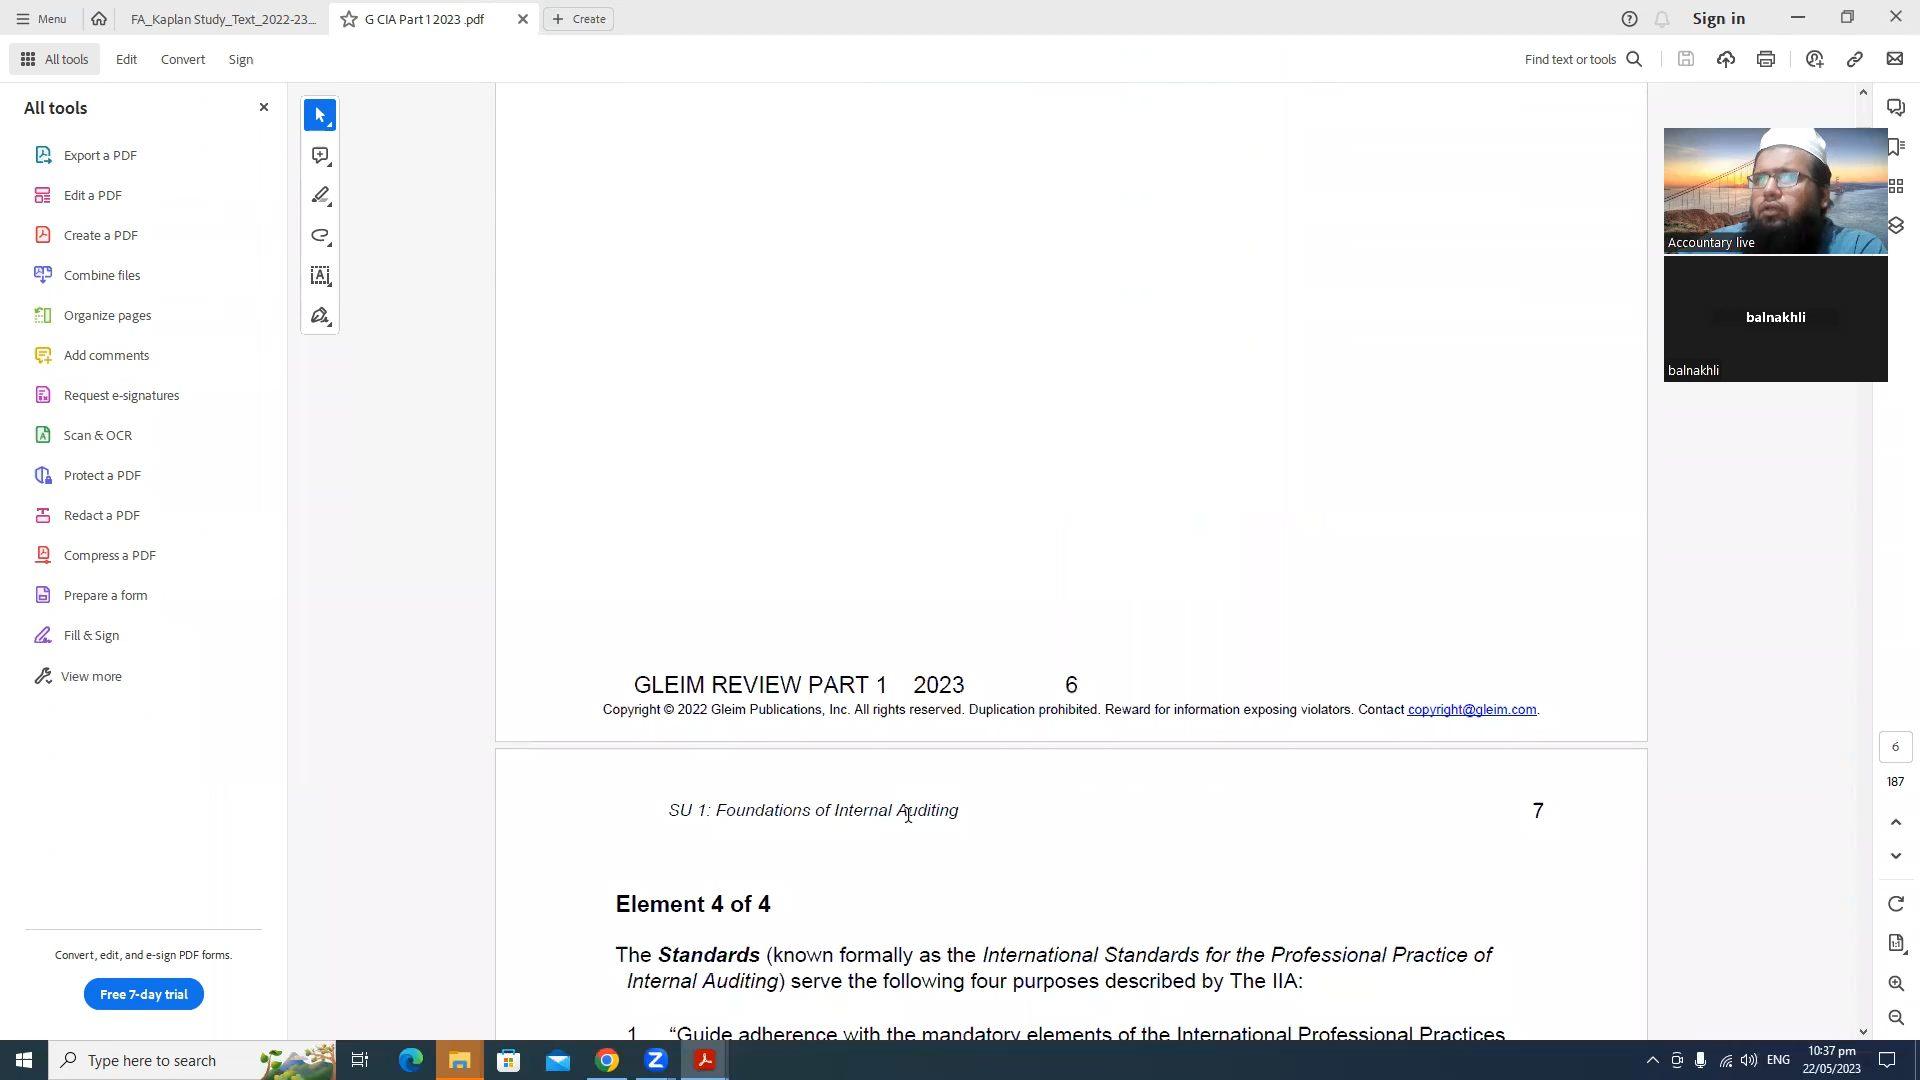 Menu
FA_Kaplan Study_Text_2022-23...
G CIA Part 1 2023 .pdf
Create
Sign in
All tools
Edit
Convert
Sign
Find text or tools
All tools
Export a PDF
Edit a PDF
Create a PDF
Combine files
Organize pages
Add comments
Request e-signatures
Scan & OCR
Protect a PDF
Redact a PDF
Compress a PDF
Prepare a form
Fill & Sign
View more
Convert, edit, and e-sign PDF forms.
Free 7-day trial
GLEIM REVIEW PART 1 2023 6
Copyright © 2022 Gleim Publications, Inc. All rights reserved. Duplication prohibited. Reward for information exposing violators. Contact copyright@gleim.com.
SU 1: Foundations of Internal Auditing 7
Element 4 of 4
The Standards (known formally as the International Standards for the Professional Practice of
Internal Auditing) serve the following four purposes described by The IIA:
1. “Guide adherence with the mandatory elements of the International Professional Practices
Accountary live
balnakhli
balnakhli
6
187
Type here to search
ENG
10:37 pm
22/05/2023